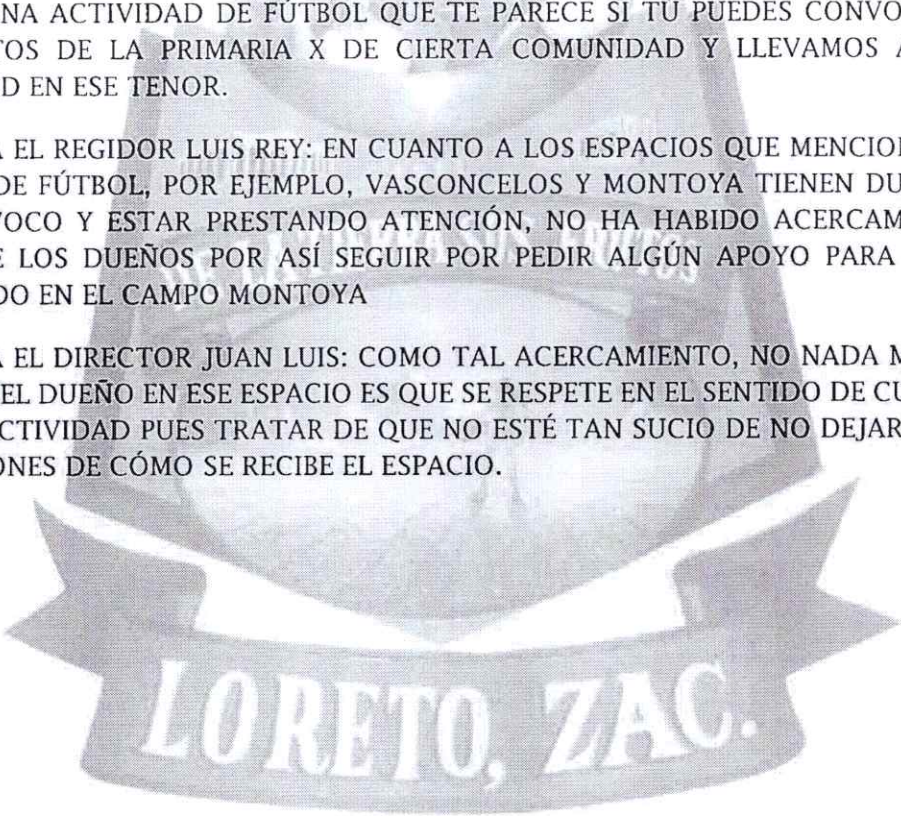 NA ACTIVIDAD DE FÚTBOL QUE TE PARECE SI TÚ PUEDES CONVO
TOS DE LA PRIMARIA X DE CIERTA COMUNIDAD Y LLEVAMOS A
D EN ESE TENOR.
A EL REGIDOR LUIS REY: EN CUANTO A LOS ESPACIOS QUE MENCIO
DE FÚTBOL, POR EJEMPLO, VASCONCELOS Y MONTOYA TIENEN DU
VOCO Y ESTAR PRESTANDO ATENCIÓN, NO HA HABIDO ACERCAM
E LOS DUEÑOS POR ASÍ SEGUIR POR PEDIR ALGÚN APOYO PARA
DO EN EL CAMPO MONTOYA
A EL DIRECTOR JUAN LUIS: COMO TAL ACERCAMIENTO, NO NADA M
EL DUEÑO EN ESE ESPACIO ES QUE SE RESPETE EN EL SENTIDO DE CU
CTIVIDAD PUES TRATAR DE QUE NO ESTÉ TAN SUCIO DE NO DEJAR
ONES DE CÓMO SE RECIBE EL ESPACIO.
DE LA TIERRA SUS FRUTOS
LORETO, ZAC.